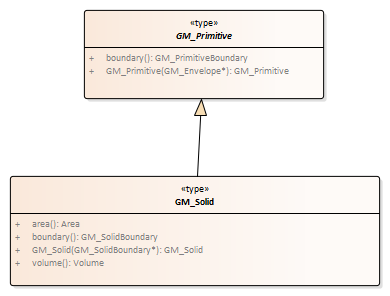 «type»
GM_Primitive
+ boundary(): GM_PrimitiveBoundary
+ GM_Primitive(GM_Envelope*): GM_Primitive
«type»
GM_Solid
+ area(): Area
+ boundary(): GM_SolidBoundary
+ GM_Solid(GM_SolidBoundary*): GM_Solid
+ volume(): Volume